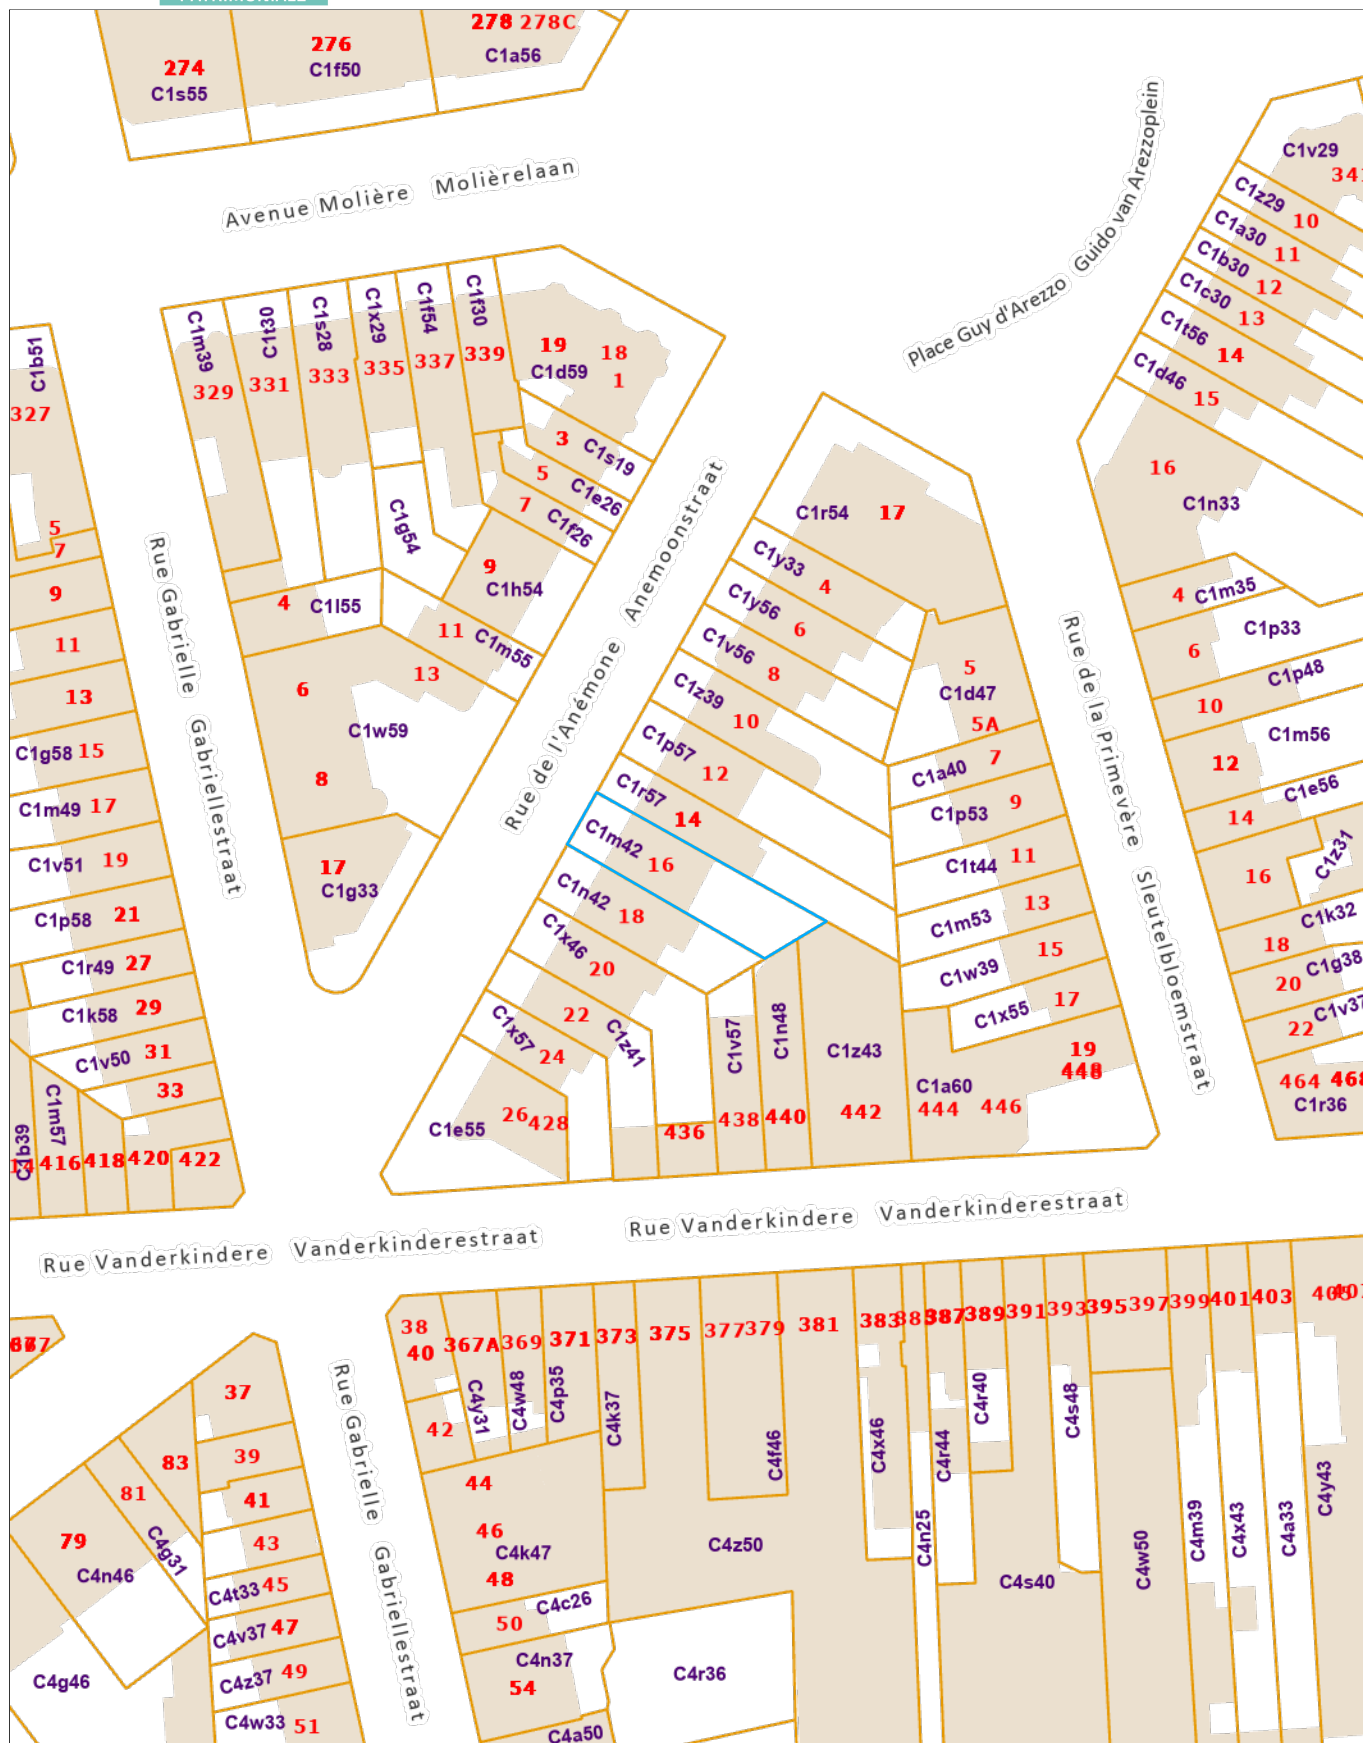 274
C1s55
276
C1f50
278 278C
C1a56
Avenue Molière Molièrelaan
Place Guy d'Arezzo Guido van Arezzoplein
C1v29
341
C1z29
10
C1a30
11
C1b30
12
C1c30
13
C1t56
14
C1d46
15
16
C1n33
C1b51
327
C1m39
329
C1t30
331
C1s28
333
C1x29
335
C1f54
337
C1f30
339
19
18
C1d59
1
3
C1s19
5
C1e26
7
C1f26
C1g54
9
C1h54
11
C1m55
4
C1l55
13
6
C1w59
8
17
C1g33
Rue Gabrielle Gabriellestraat
Rue de l'Anémone Anemoonstraat
5
7
9
11
13
C1g58 15
C1m49 17
C1v51 19
C1p58 21
C1r49 27
C1k58 29
C1v50 31
33
C1m57
C1b39
416
418
420
422
C1r54 17
C1y33
4
C1y56
6
C1v56
8
C1z39
10
C1p57
12
C1r57
14
C1m42
16
C1n42
18
C1x46
20
22
C1z41
C1x57
24
C1e55
26
428
436
C1v57
438
C1n48
440
C1z43
442
5
C1d47
5A
C1a40 7
C1p53 9
C1t44 11
C1m53 13
C1w39 15
C1x55 17
19
448
C1a60
444 446
Rue de la Primevère Sleutelbloemstraat
4 C1m35
6
C1p33
C1p48
10
C1m56
12
C1e56
14
C1z31
16
C1k32
18
C1g38
20
C1v37
22
464 468
C1r36
Rue Vanderkindere Vanderkinderestraat
Rue Vanderkindere Vanderkinderestraat
37
39
41
43
C4t33 45
C4v37 47
C4z37 49
C4w33 51
83
81
C4g31
79
C4n46
C4g46
Rue Gabrielle Gabriellestraat
38
40
42
367A
C4y31
369
C4w48
371
C4p35
373
C4k37
375
377
379
C4f46
381
383
C4x46
387
C4n25
C4r44
389
C4r40
391
393
C4s48
395
397
399
401
403
405
44
46
C4k47
48
C4c26
50
C4n37
54
C4a50
C4z50
C4r36
C4s40
C4w50
C4m39
C4x43
C4a33
C4y43